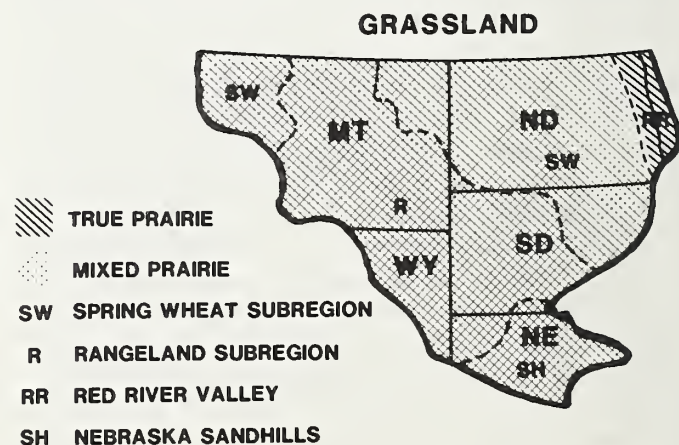 GRASSLAND
SW
MT
ND
RR
SW
R
SD
WY
NE
SH
TRUE PRAIRIE
MIXED PRAIRIE
SW SPRING WHEAT SUBREGION
R RANGELAND SUBREGION
RR RED RIVER VALLEY
SH NEBRASKA SANDHILLS